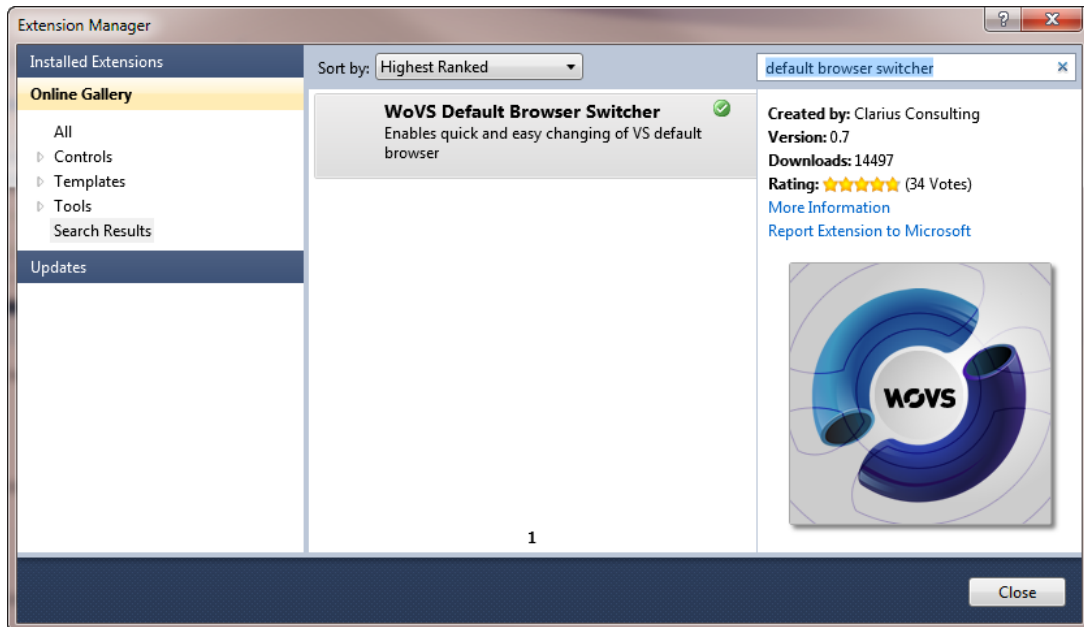 Extension Manager
Installed Extensions
Online Gallery
All
Controls
Templates
Tools
Search Results
Updates
Sort by: Highest Ranked
WoVS Default Browser Switcher
Enables quick and easy changing of VS default
browser
1
default browser switcher
Created by: Clarius Consulting
Version: 0.7
Downloads: 14497
Rating: (34 Votes)
More Information
Report Extension to Microsoft
WOVS
Close